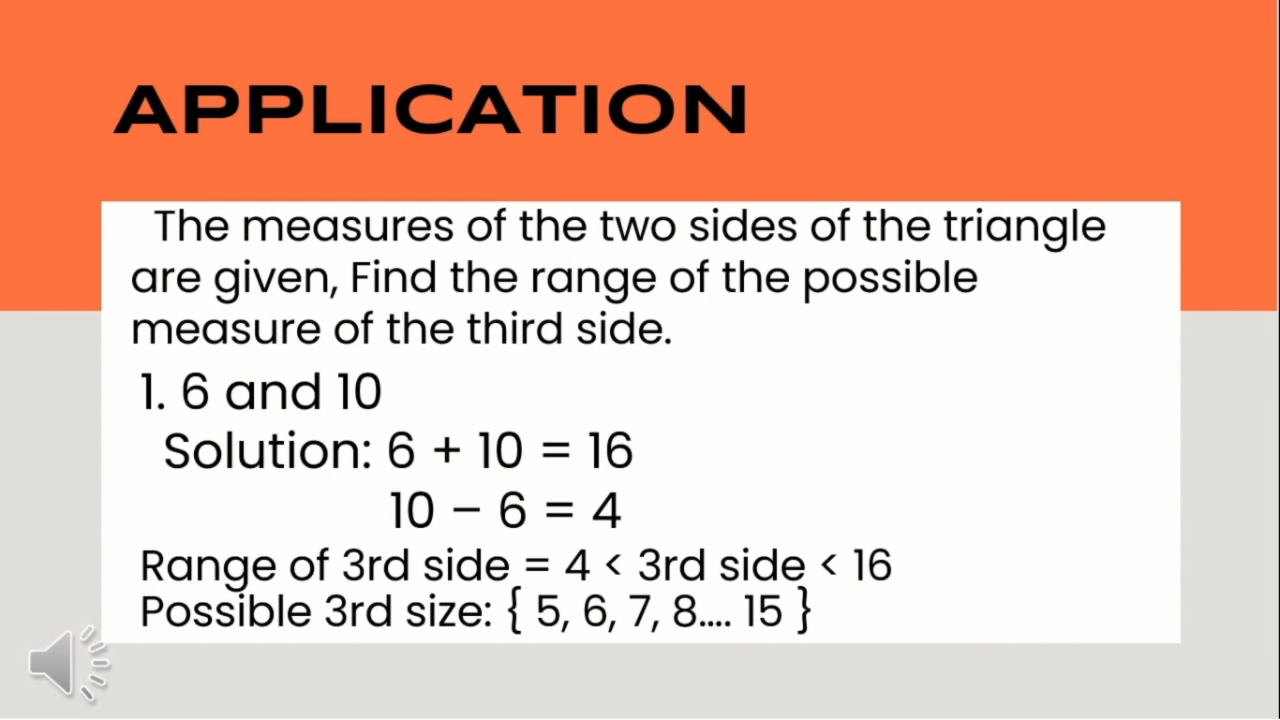 APPLICATION
The measures of the two sides of the triangle
are given, Find the range of the possible
measure of the third side.
1. 6 and 10
Solution: 6 + 10 = 16
10 – 6 = 4
Range of 3rd side = 4 < 3rd side < 16
Possible 3rd size: { 5, 6, 7, 8.... 15 }